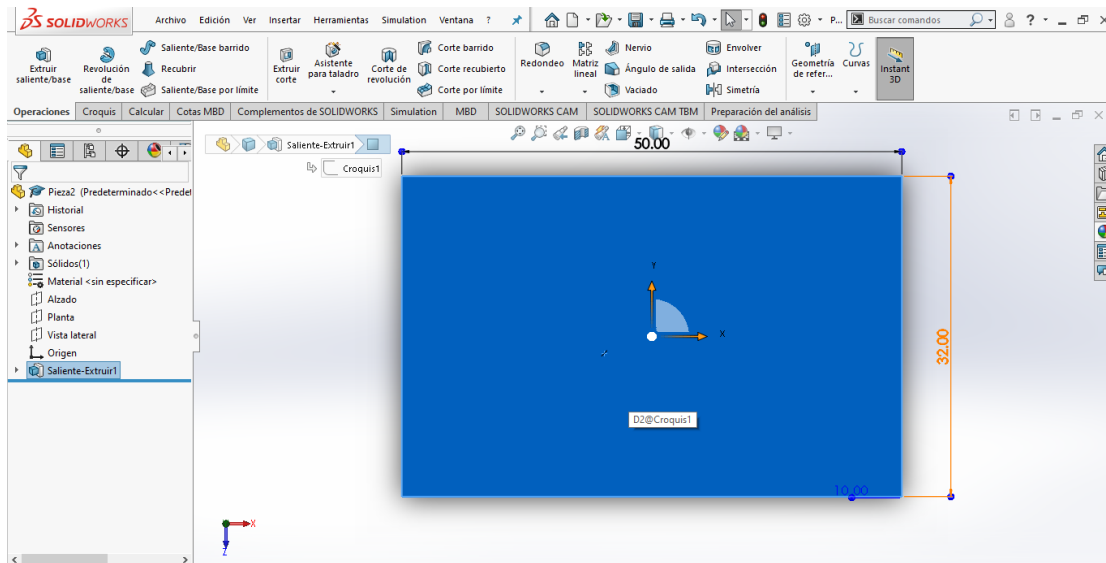 SOLIDWORKS
Archivo Edición Ver Insertar Herramientas Simulation Ventana ?
P...
Buscar comandos
?
Extruir saliente/base
Revolución de saliente/base
Saliente/Base barrido
Recubrir
Saliente/Base por límite
Extruir corte
Asistente para taladro
Corte de revolución
Corte barrido
Corte recubierto
Corte por límite
Redondeo
Matriz lineal
Nervio
Ángulo de salida
Vaciado
Envolver
Intersección
Simetría
Geometría de refer...
Curvas
Instant 3D
Operaciones Croquis Calcular Cotas MBD Complementos de SOLIDWORKS Simulation MBD SOLIDWORKS CAM SOLIDWORKS CAM TBM Preparación del análisis
Saliente-Extruir1
Croquis1
Pieza2 (Predeterminado<<Predet
Historial
Sensores
Anotaciones
Sólidos(1)
Material <sin especificar>
Alzado
Planta
Vista lateral
Origen
Saliente-Extruir1
50.00
Y
X
32.00
D2@Croquis1
10.00
X
Z